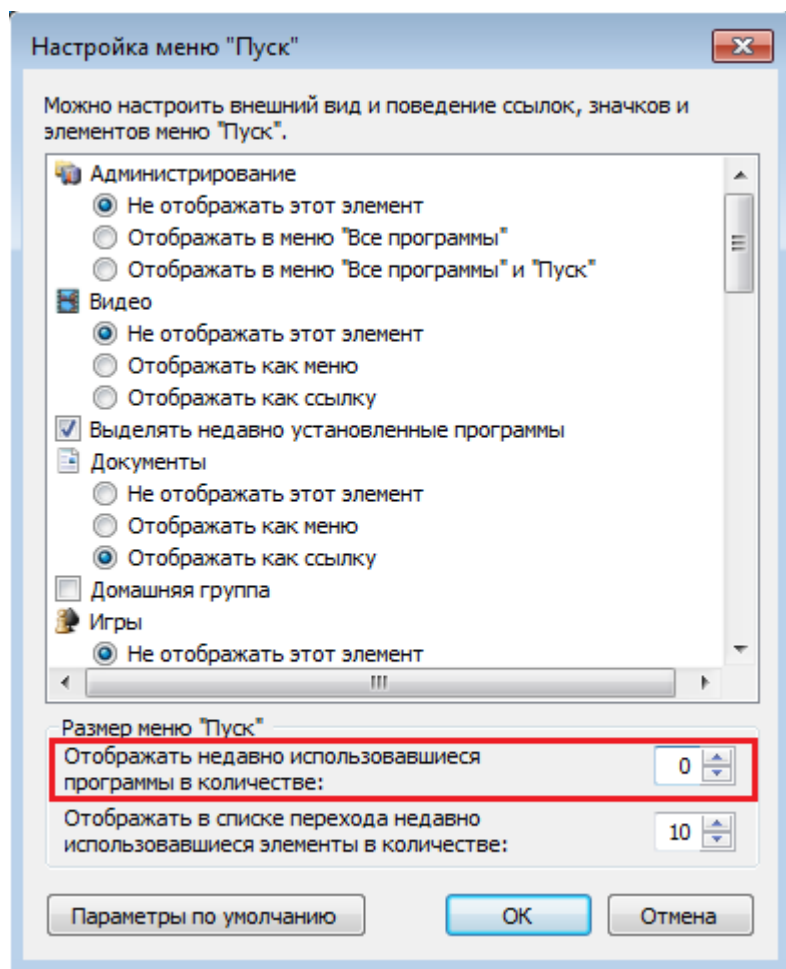 Настройка меню "Пуск"
Можно настроить внешний вид и поведение ссылок, значков и
элементов меню "Пуск".
Администрирование
Не отображать этот элемент
Отображать в меню "Все программы"
Отображать в меню "Все программы" и "Пуск"
Видео
Не отображать этот элемент
Отображать как меню
Отображать как ссылку
Выделять недавно установленные программы
Документы
Не отображать этот элемент
Отображать как меню
Отображать как ссылку
Домашняя группа
Игры
Не отображать этот элемент
Размер меню "Пуск"
Отображать недавно использовавшиеся
программы в количестве:
0
Отображать в списке перехода недавно
использовавшиеся элементы в количестве:
10
Параметры по умолчанию
ОК
Отмена